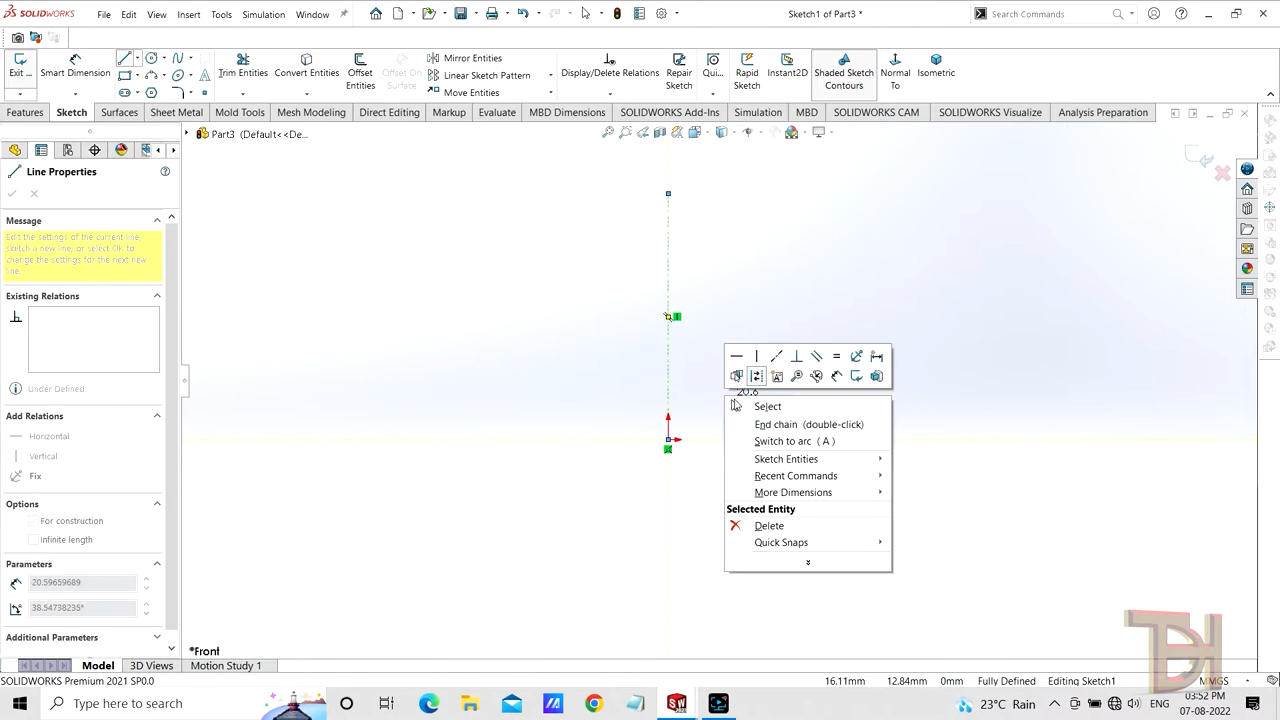 SOLIDWORKS File Edit View Insert Tools Simulation Window Sketch1 of Part3 * Search Commands
Exit ... Smart Dimension Trim Entities Convert Entities Offset Entities Offset On Surface Mirror Entities Linear Sketch Pattern Move Entities Display/Delete Relations Repair Sketch Qui... Rapid Sketch Instant2D Shaded Sketch Contours Normal To Isometric
Features Sketch Surfaces Sheet Metal Mold Tools Mesh Modeling Direct Editing Markup Evaluate MBD Dimensions SOLIDWORKS Add-Ins Simulation MBD SOLIDWORKS CAM SOLIDWORKS Visualize Analysis Preparation
Part3 (Default<<De...
Line Properties
Message
Edit the settings of the current line, sketch a new line, or select OK to change the settings for the next new line.
Existing Relations
Under Defined
Add Relations
Horizontal
Vertical
Fix
Options
For construction
Infinite length
Parameters
20.59659689
38.54738235°
Additional Parameters
20.6
Select
End chain (double-click)
Switch to arc ( A )
Sketch Entities
Recent Commands
More Dimensions
Selected Entity
Delete
Quick Snaps
*Front
Model 3D Views Motion Study 1
SOLIDWORKS Premium 2021 SP0.0 16.11mm 12.84mm 0mm Fully Defined Editing Sketch1 MMGS
Type here to search 23°C Rain ENG 03:52 PM
07-08-2022